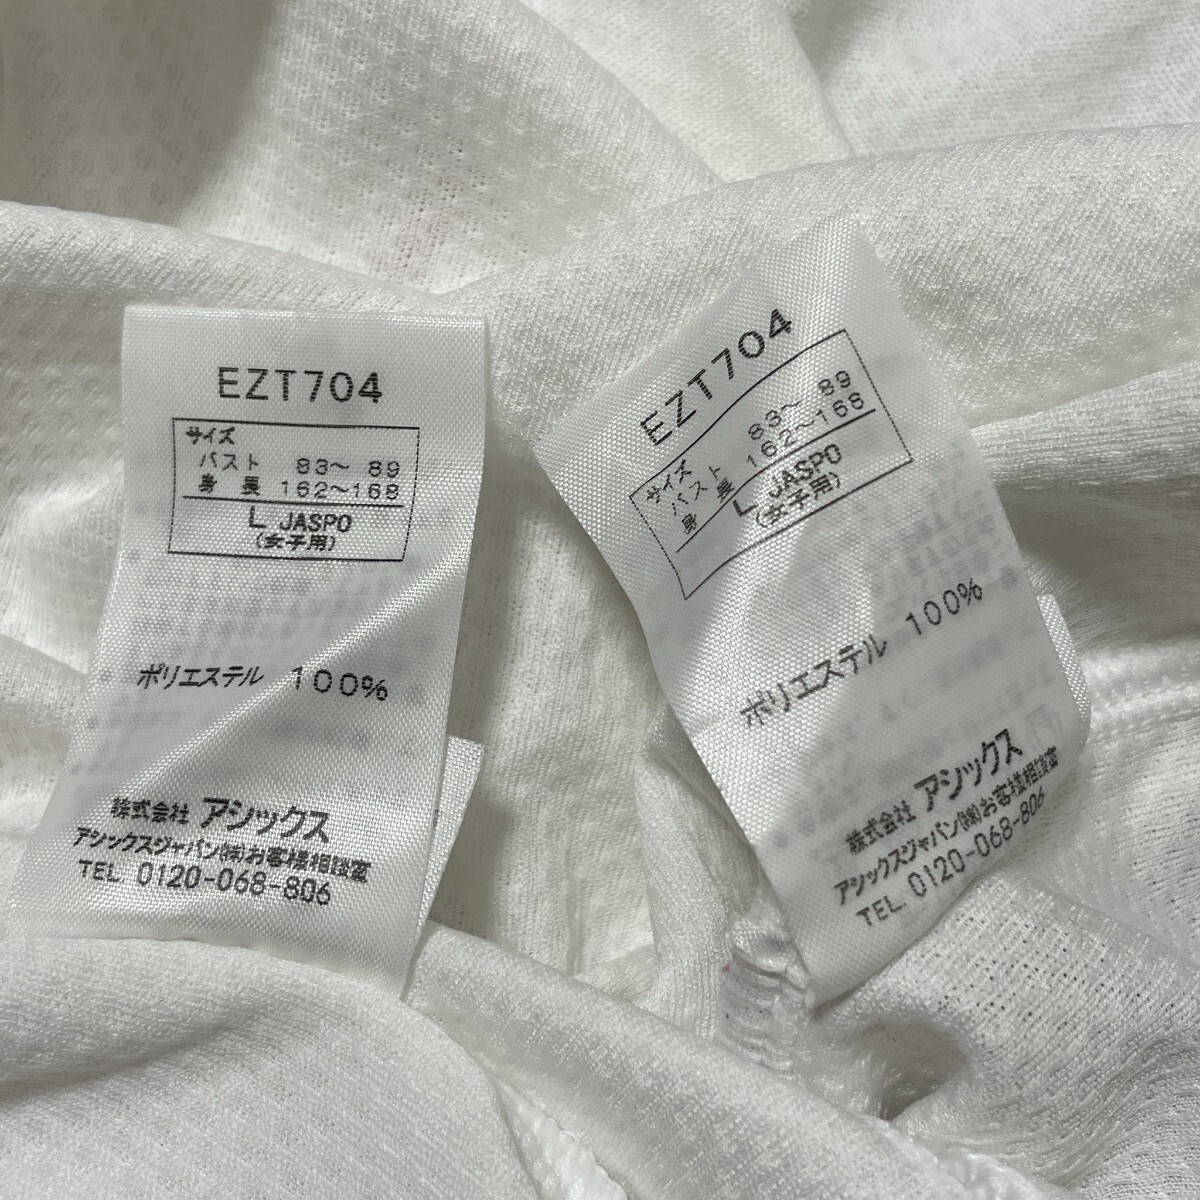 EZT704
サイズ
バスト 83〜 89
身 長 162〜168
L JASPO
(女子用)
ポリエステル 100%
株式会社 アシックス
アシックスジャパン(株)お客様相談室
TEL 0120-068-806
EZT704
サイズ
バスト 83〜 89
身 長 162〜168
L JASPO
(女子用)
ポリエステル 100%
株式会社 アシックス
アシックスジャパン(株)お客様相談室
TEL. 0120-068-806